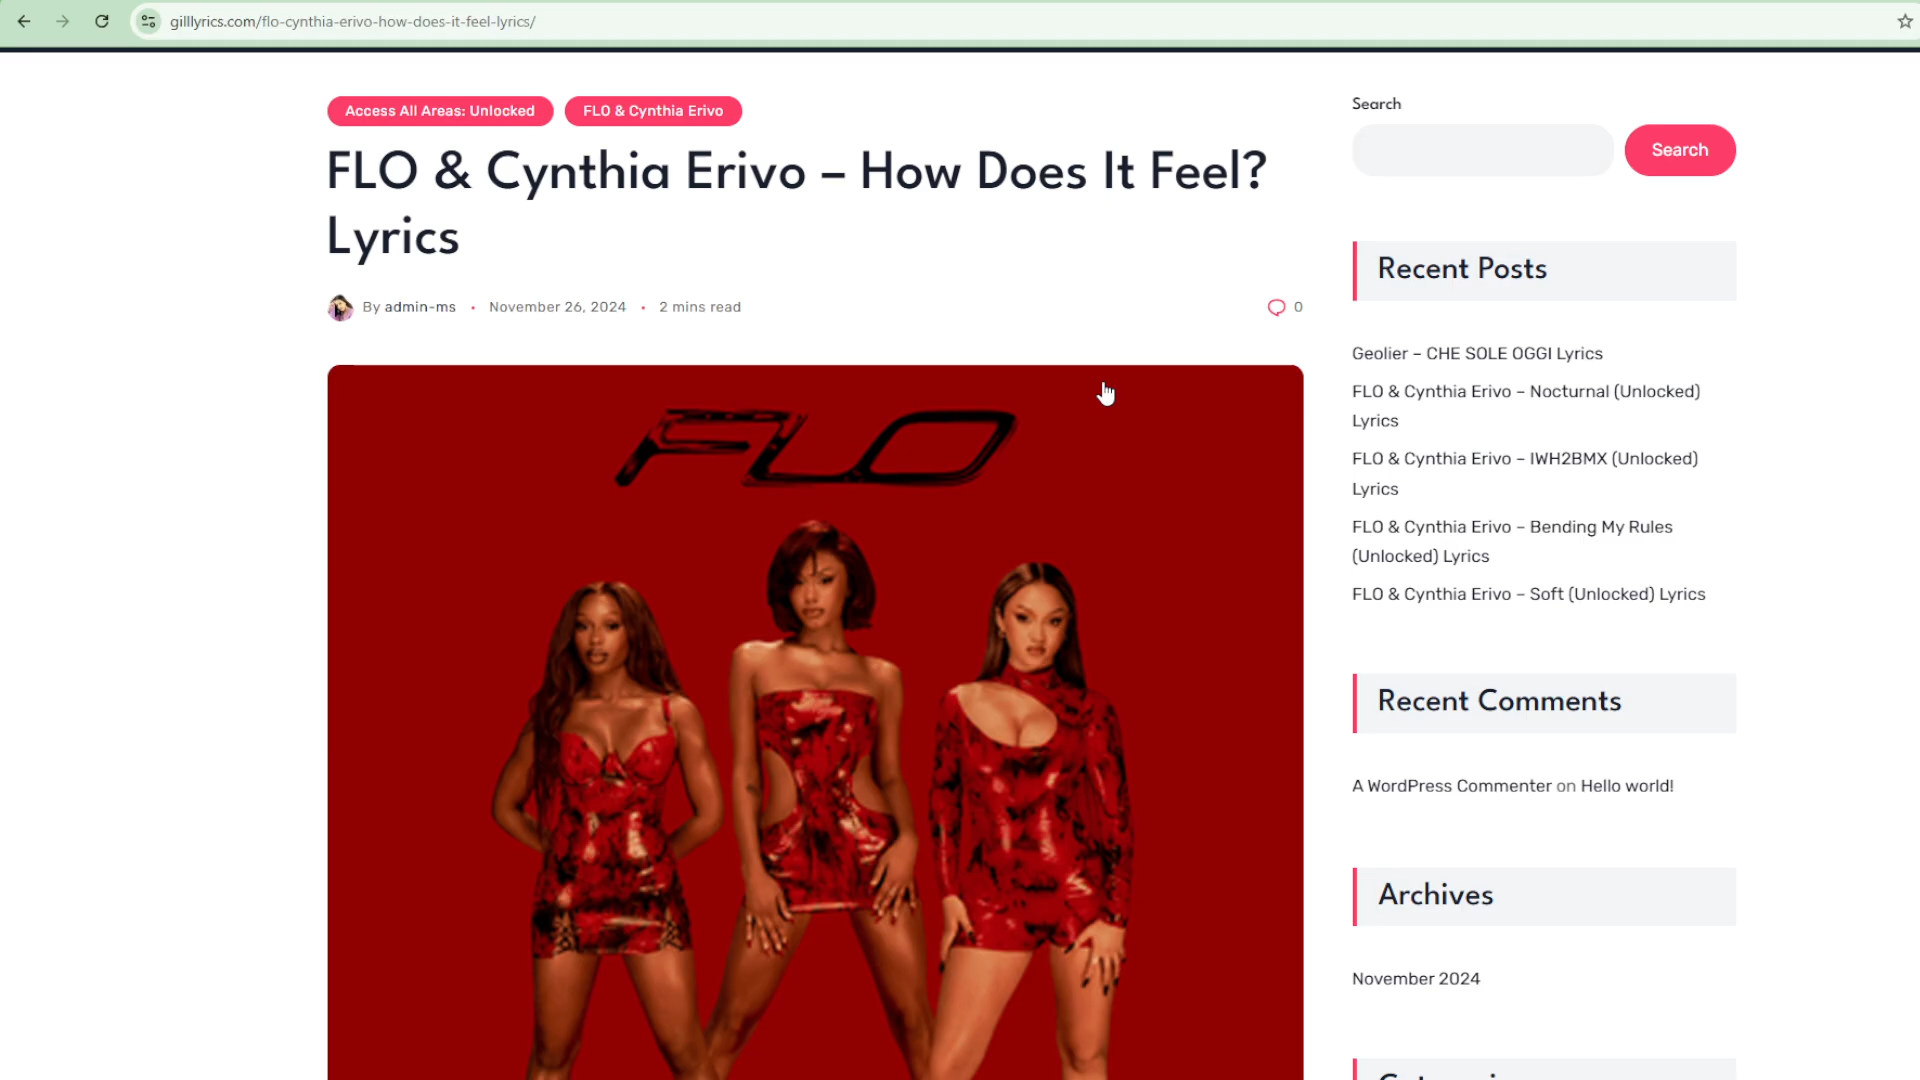 gilllyrics.com/flo-cynthia-erivo-how-does-it-feel-lyrics/
Access All Areas: Unlocked
FLO & Cynthia Erivo
FLO & Cynthia Erivo – How Does It Feel?
Lyrics
By admin-ms • November 26, 2024 • 2 mins read
0
FLO
Search
Search
Recent Posts
Geolier – CHE SOLE OGGI Lyrics
FLO & Cynthia Erivo – Nocturnal (Unlocked)
Lyrics
FLO & Cynthia Erivo – IWH2BMX (Unlocked)
Lyrics
FLO & Cynthia Erivo – Bending My Rules
(Unlocked) Lyrics
FLO & Cynthia Erivo – Soft (Unlocked) Lyrics
Recent Comments
A WordPress Commenter on Hello world!
Archives
November 2024